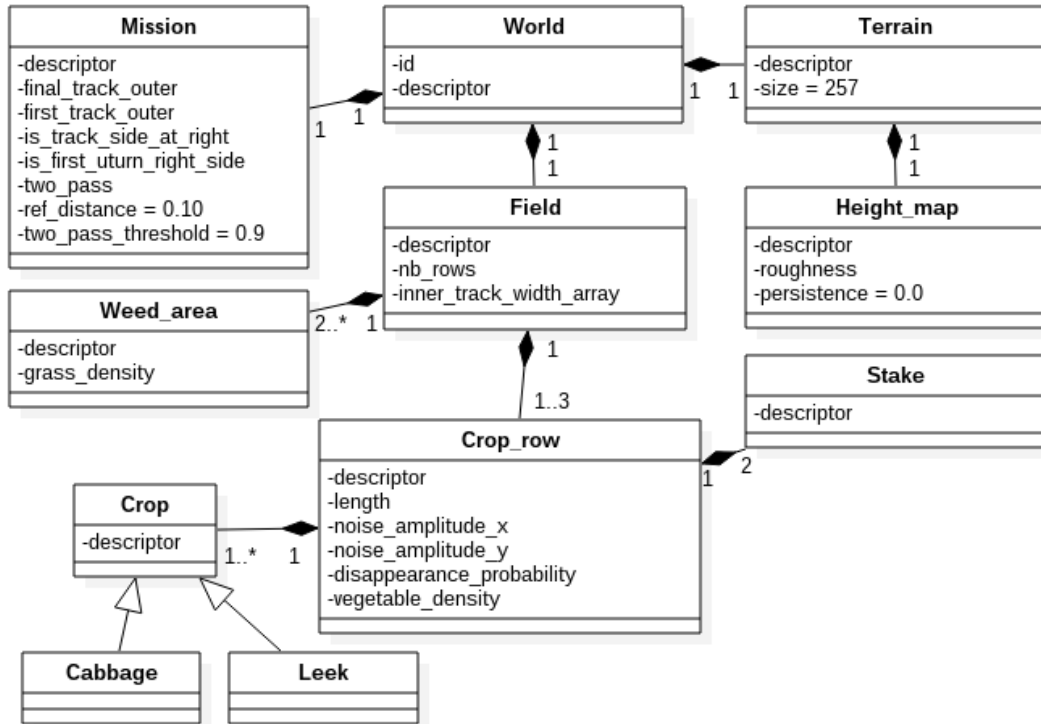 Mission
-descriptor
-final_track_outer
-first_track_outer
-is_track_side_at_right
-is_first_uturn_right_side
-two_pass
-ref_distance = 0.10
-two_pass_threshold = 0.9
World
-id
-descriptor
Terrain
-descriptor
-size = 257
1
1
1
1
1
1
1
1
Field
-descriptor
-nb_rows
-inner_track_width_array
Height_map
-descriptor
-roughness
-persistence = 0.0
Weed_area
-descriptor
-grass_density
2..*
1
1
1..3
Stake
-descriptor
Crop_row
-descriptor
-length
-noise_amplitude_x
-noise_amplitude_y
-disappearance_probability
-vegetable_density
1
2
Crop
-descriptor
1..*
1
Cabbage
Leek